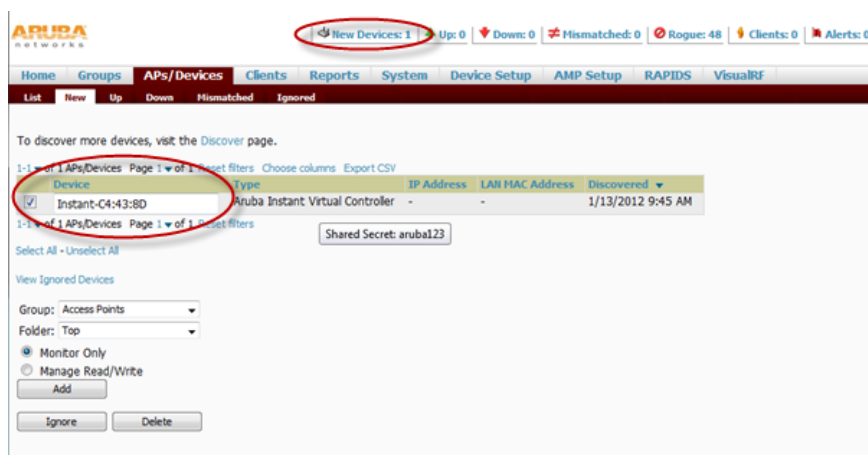 ARUBA
networks
New Devices: 1 Up: 0 Down: 0 Mismatched: 0 Rogue: 48 Clients: 0 Alerts: 0
Home Groups APs/Devices Clients Reports System Device Setup AMP Setup RAPIDS VisualRF
List New Up Down Mismatched Ignored
To discover more devices, visit the Discover page.
1-1 of 1 APs/Devices Page 1 of 1 Reset filters Choose columns Export CSV
Device Type IP Address LAN MAC Address Discovered
Instant-C4:43:8D Aruba Instant Virtual Controller - - 1/13/2012 9:45 AM
1-1 of 1 APs/Devices Page 1 of 1 Reset filters
Shared Secret: aruba123
Select All - Unselect All
View Ignored Devices
Group: Access Points
Folder: Top
Monitor Only
Manage Read/Write
Add
Ignore Delete